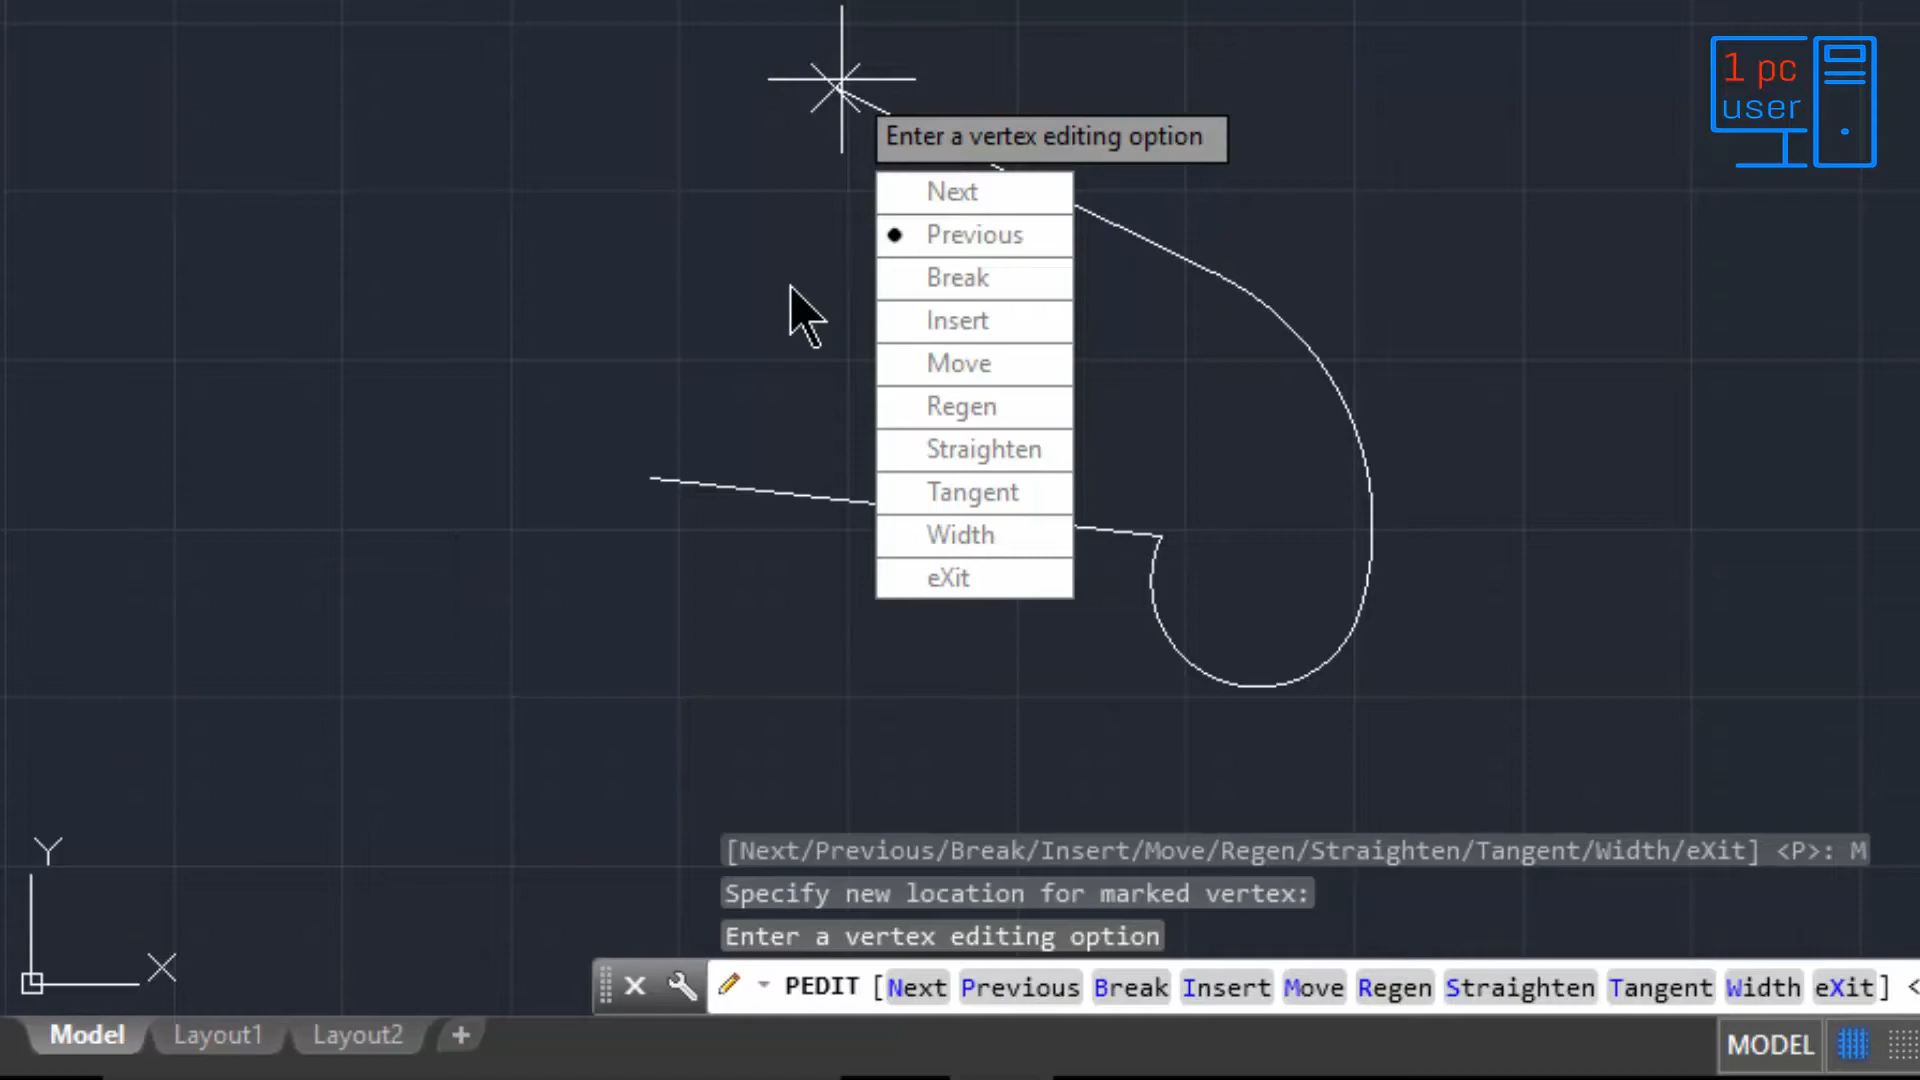 1 pc
user
Enter a vertex editing option
Next
Previous
Break
Insert
Move
Regen
Straighten
Tangent
Width
eXit
Y
X
[Next/Previous/Break/Insert/Move/Regen/Straighten/Tangent/Width/eXit] <P>: M
Specify new location for marked vertex:
Enter a vertex editing option
PEDIT [Next Previous Break Insert Move Regen Straighten Tangent Width eXit] <
Model Layout1 Layout2 +
MODEL